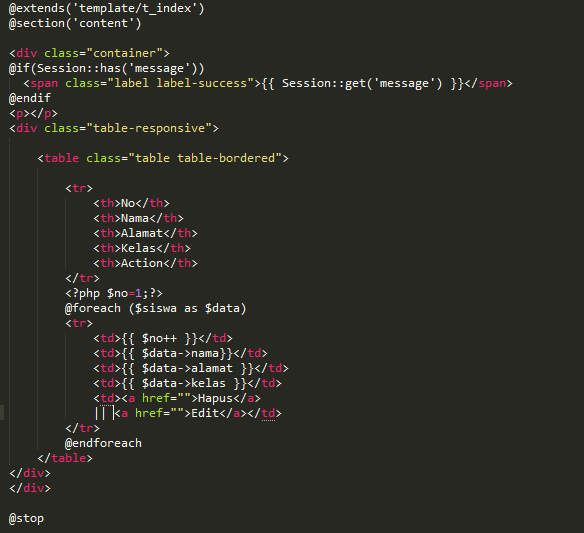 @extends('template/t_index')
@section('content')

<div class="container">
@if(Session::has('message'))
  <span class="label label-success">{{ Session::get('message') }}</span>
@endif
<p></p>
<div class="table-responsive">

    <table class="table table-bordered">

        <tr>
            <th>No</th>
            <th>Nama</th>
            <th>Alamat</th>
            <th>Kelas</th>
            <th>Action</th>
        </tr>
        <?php $no=1;?>
        @foreach ($siswa as $data)
        <tr>
            <td>{{ $no++ }}</td>
            <td>{{ $data->nama}}</td>
            <td>{{ $data->alamat }}</td>
            <td>{{ $data->kelas }}</td>
            <td><a href="">Hapus</a>
            || <a href="">Edit</a></td>
        </tr>
        @endforeach
    </table>
</div>
</div>

@stop